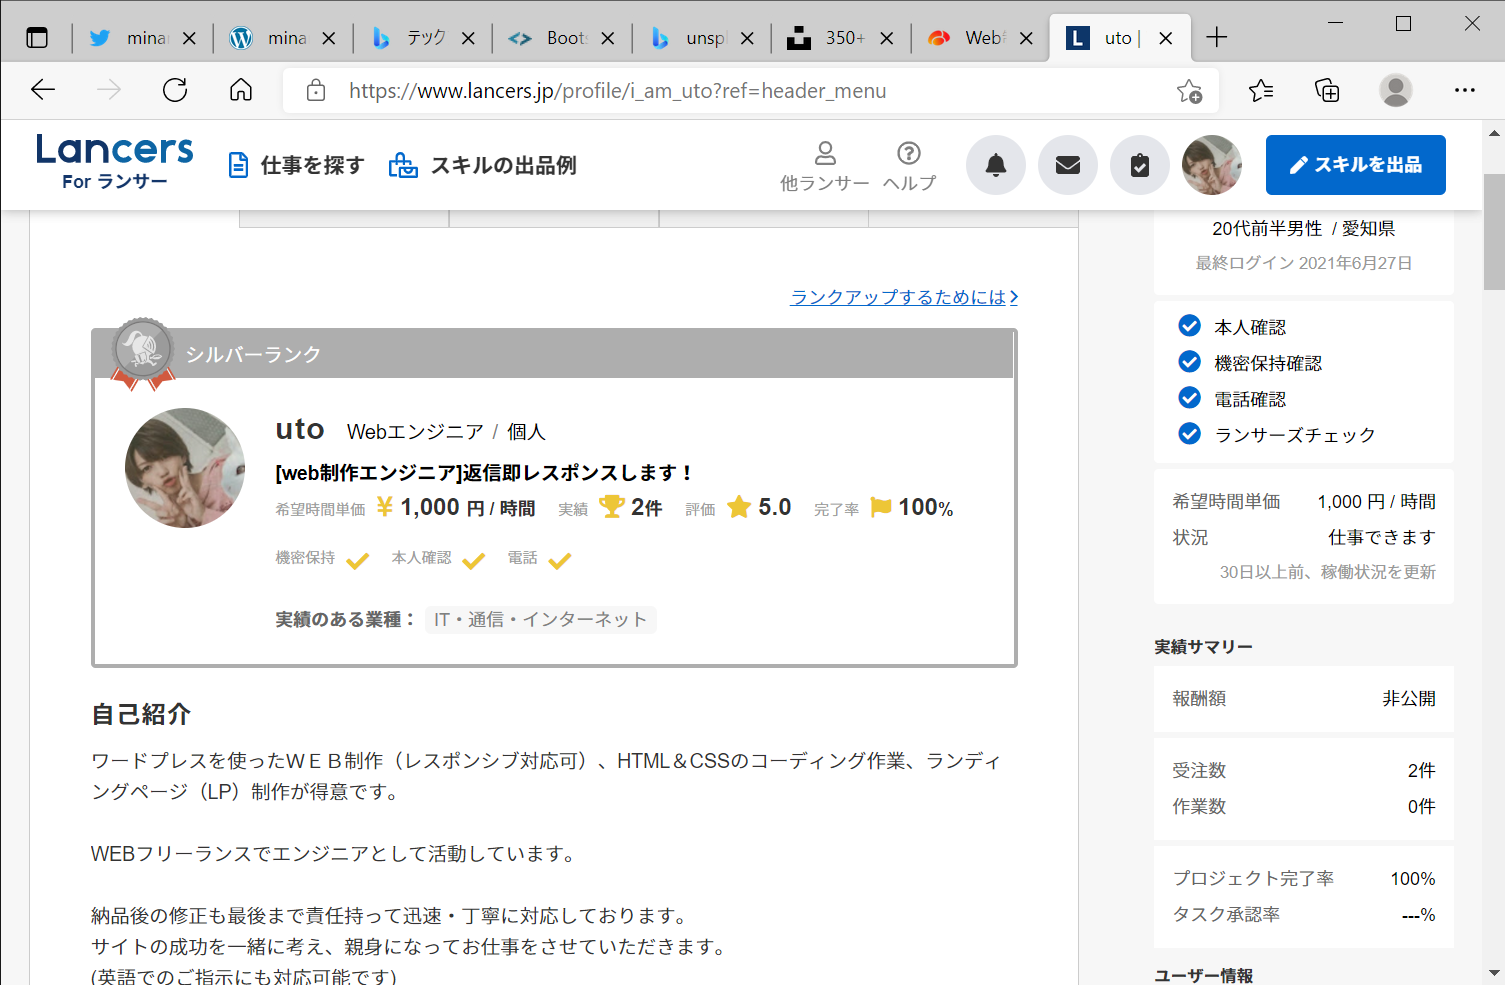 mina
mina
テック
Boots
unspl
350+
Web
uto |
https://www.lancers.jp/profile/i_am_uto?ref=header_menu
Lancers
For ランサー
仕事を探す
スキルの出品例
他ランサー
ヘルプ
スキルを出品
20代前半男性 / 愛知県
最終ログイン 2021年6月27日
ランクアップするためには
本人確認
機密保持確認
電話確認
ランサーズチェック
シルバーランク
uto Webエンジニア / 個人
[web制作エンジニア]返信即レスポンスします！
希望時間単価 ¥ 1,000 円 / 時間 実績 2件 評価 5.0 完了率 100%
機密保持 本人確認 電話
実績のある業種： IT・通信・インターネット
希望時間単価 1,000 円 / 時間
状況 仕事できます
30日以上前、稼働状況を更新
実績サマリー
報酬額 非公開
受注数 2件
作業数 0件
プロジェクト完了率 100%
タスク承認率 ---%
ユーザー情報
自己紹介
ワードプレスを使ったＷＥＢ制作（レスポンシブ対応可）、HTML＆CSSのコーディング作業、ランディ
ングページ（LP）制作が得意です。
WEBフリーランスでエンジニアとして活動しています。
納品後の修正も最後まで責任持って迅速・丁寧に対応しております。
サイトの成功を一緒に考え、親身になってお仕事をさせていただきます。
(英語でのご指示にも対応可能です)